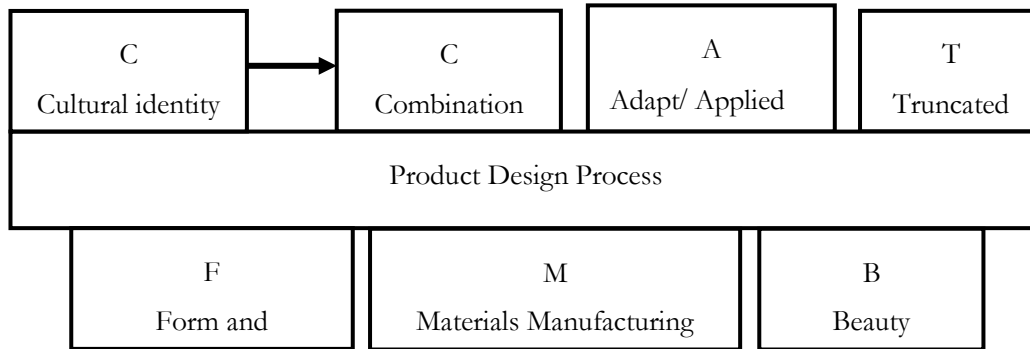 C
Cultural identity
C
Combination
A
Adapt/ Applied
T
Truncated
Product Design Process
F
Form and
M
Materials Manufacturing
B
Beauty